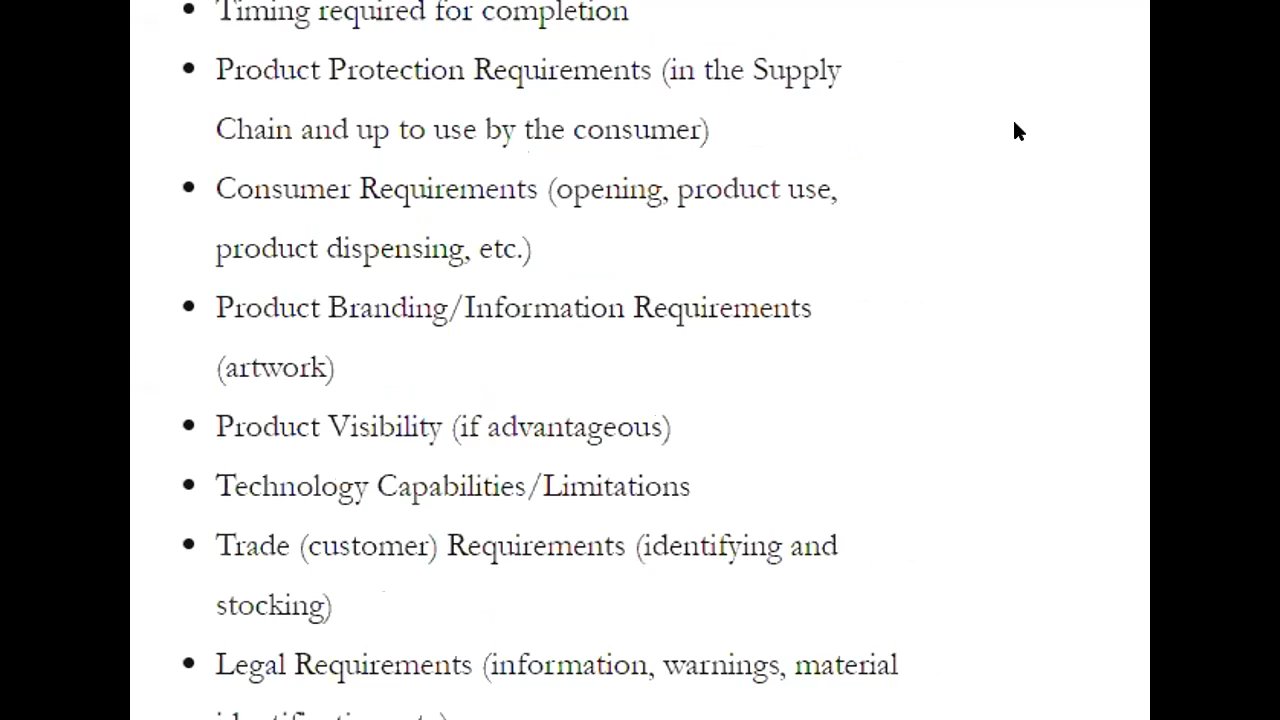 • Timing required for completion
• Product Protection Requirements (in the Supply
Chain and up to use by the consumer)
• Consumer Requirements (opening, product use,
product dispensing, etc.)
• Product Branding/Information Requirements
(artwork)
• Product Visibility (if advantageous)
• Technology Capabilities/Limitations
• Trade (customer) Requirements (identifying and
stocking)
• Legal Requirements (information, warnings, material